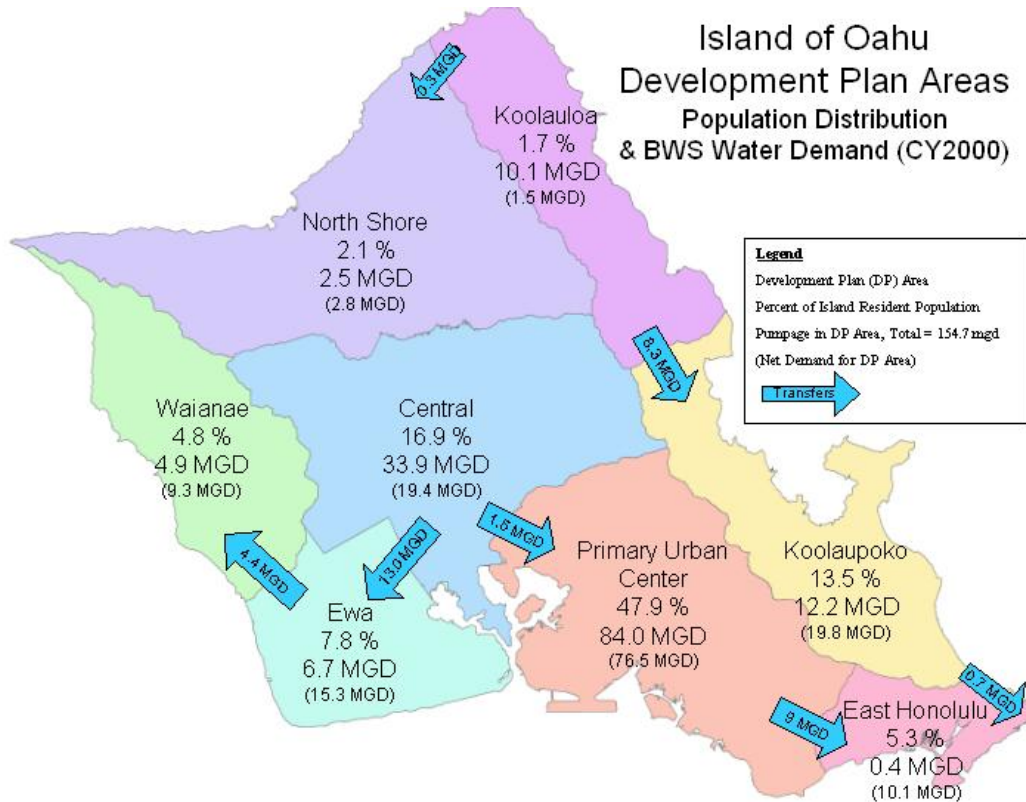 Island of Oahu
Development Plan Areas
Population Distribution
& BWS Water Demand (CY2000)
0.3 MGD
Koolauloa
1.7 %
10.1 MGD
(1.5 MGD)
North Shore
2.1 %
2.5 MGD
(2.8 MGD)
Legend
Development Plan (DP) Area
Percent of Island Resident Population
Pumpage in DP Area, Total = 154.7 mgd
(Net Demand for DP Area)
Transfers
8.3 MGD
Waianae
4.8 %
4.9 MGD
(9.3 MGD)
Central
16.9 %
33.9 MGD
(19.4 MGD)
1.5 MGD
13.0 MGD
4.4 MGD
Ewa
7.8 %
6.7 MGD
(15.3 MGD)
Primary Urban
Center
47.9 %
84.0 MGD
(76.5 MGD)
Koolaupoko
13.5 %
12.2 MGD
(19.8 MGD)
0.7 MGD
9 MGD
East Honolulu
5.3 %
0.4 MGD
(10.1 MGD)